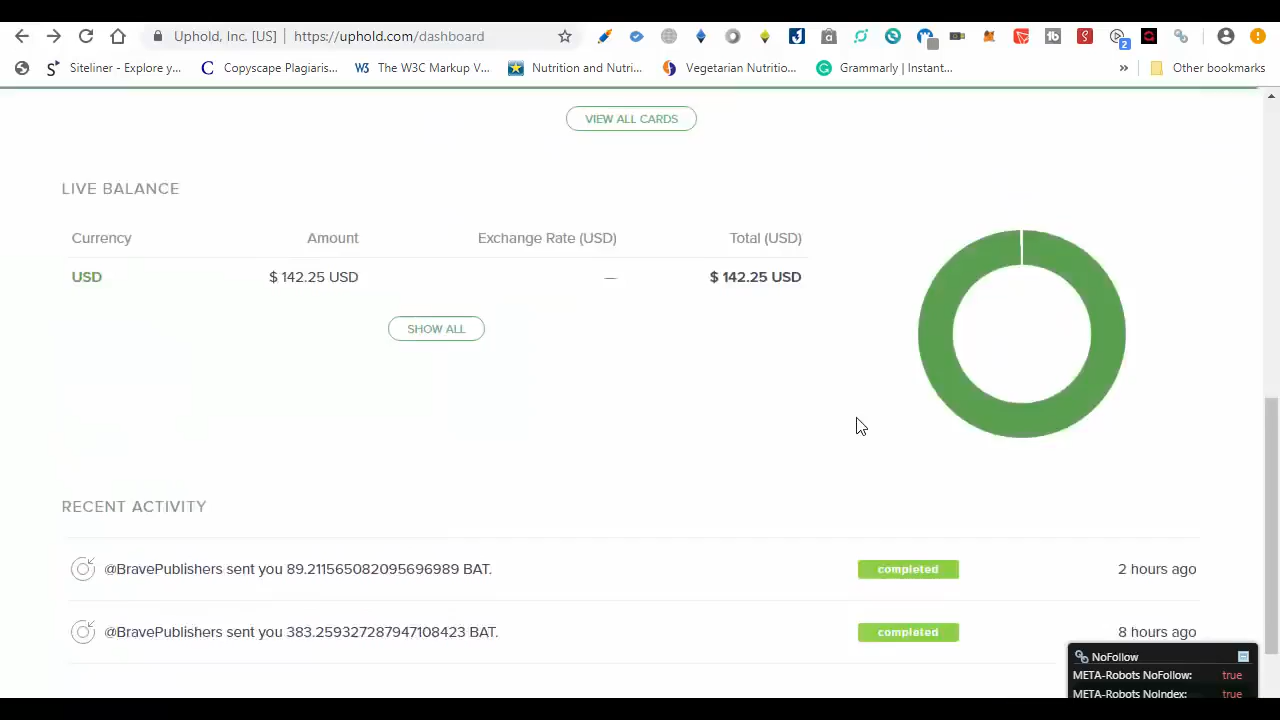 Uphold, Inc. [US] https://uphold.com/dashboard
2
Siteliner - Explore y... Copyscape Plagiaris... The W3C Markup V... Nutrition and Nutri... Vegetarian Nutritio... Grammarly | Instant... » Other bookmarks
VIEW ALL CARDS
LIVE BALANCE
Currency Amount Exchange Rate (USD) Total (USD)
USD $ 142.25 USD — $ 142.25 USD
SHOW ALL
RECENT ACTIVITY
@BravePublishers sent you 89.211565082095696989 BAT. completed 2 hours ago
@BravePublishers sent you 383.259327287947108423 BAT. completed 8 hours ago
NoFollow
META-Robots NoFollow: true
META-Robots NoIndex: true